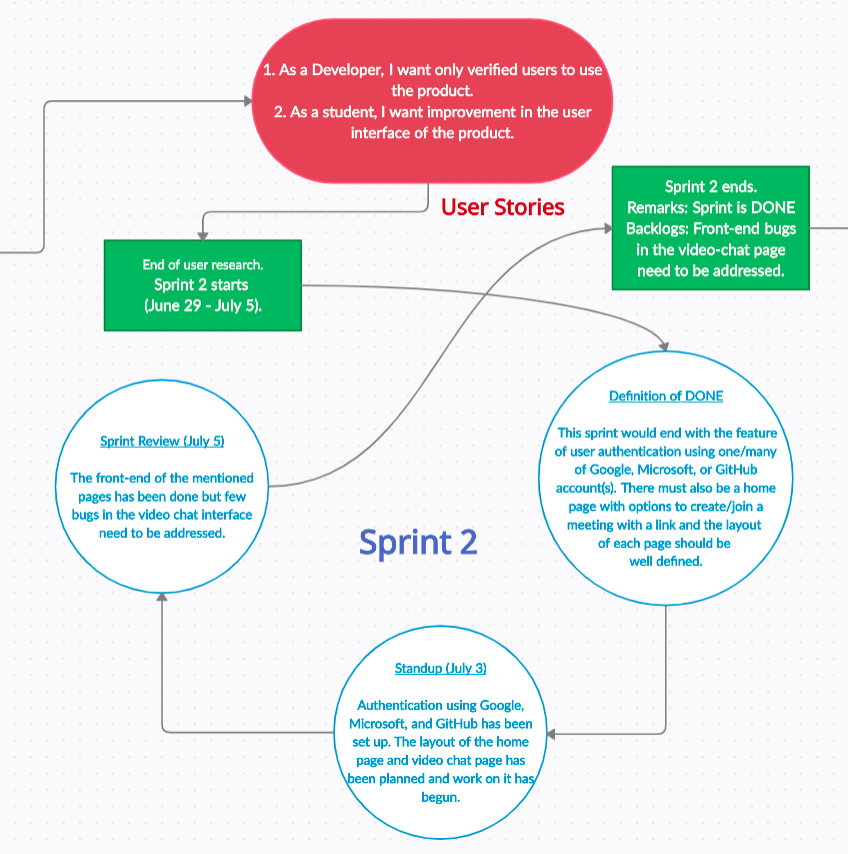 1. As a Developer, I want only verified users to use
the product.
2. As a student, I want improvement in the user
interface of the product.
User Stories
End of user research.
Sprint 2 starts
(June 29 - July 5).
Sprint 2 ends.
Remarks: Sprint is DONE
Backlogs: Front-end bugs
in the video-chat page
need to be addressed.
Definition of DONE
This sprint would end with the feature
of user authentication using one/many
of Google, Microsoft, or GitHub
account(s). There must also be a home
page with options to create/join a
meeting with a link and the layout
of each page should be
well defined.
Sprint Review (July 5)
The front-end of the mentioned
pages has been done but few
bugs in the video chat interface
need to be addressed.
Sprint 2
Standup (July 3)
Authentication using Google,
Microsoft, and GitHub has been
set up. The layout of the home
page and video chat page has
been planned and work on it has
begun.